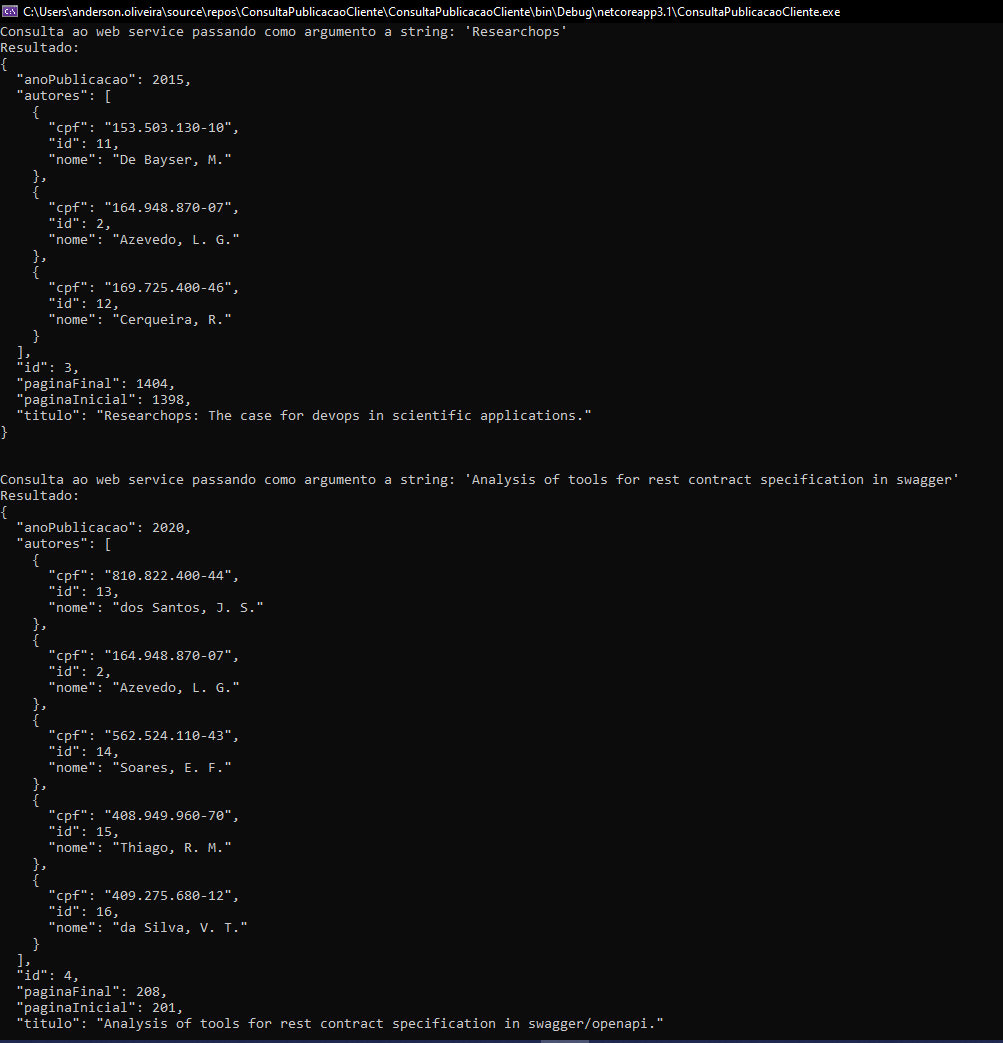 C:\Users\anderson.oliveira\source\repos\ConsultaPublicacaoCliente\ConsultaPublicacaoCliente\bin\Debug\netcoreapp3.1\ConsultaPublicacaoCliente.exe
Consulta ao web service passando como argumento a string: 'Researchops'
Resultado:
{
  "anoPublicacao": 2015,
  "autores": [
    {
      "cpf": "153.503.130-10",
      "id": 11,
      "nome": "De Bayser, M."
    },
    {
      "cpf": "164.948.870-07",
      "id": 2,
      "nome": "Azevedo, L. G."
    },
    {
      "cpf": "169.725.400-46",
      "id": 12,
      "nome": "Cerqueira, R."
    }
  ],
  "id": 3,
  "paginaFinal": 1404,
  "paginaInicial": 1398,
  "titulo": "Researchops: The case for devops in scientific applications."
}
Consulta ao web service passando como argumento a string: 'Analysis of tools for rest contract specification in swagger'
Resultado:
{
  "anoPublicacao": 2020,
  "autores": [
    {
      "cpf": "810.822.400-44",
      "id": 13,
      "nome": "dos Santos, J. S."
    },
    {
      "cpf": "164.948.870-07",
      "id": 2,
      "nome": "Azevedo, L. G."
    },
    {
      "cpf": "562.524.110-43",
      "id": 14,
      "nome": "Soares, E. F."
    },
    {
      "cpf": "408.949.960-70",
      "id": 15,
      "nome": "Thiago, R. M."
    },
    {
      "cpf": "409.275.680-12",
      "id": 16,
      "nome": "da Silva, V. T."
    }
  ],
  "id": 4,
  "paginaFinal": 208,
  "paginaInicial": 201,
  "titulo": "Analysis of tools for rest contract specification in swagger/openapi."